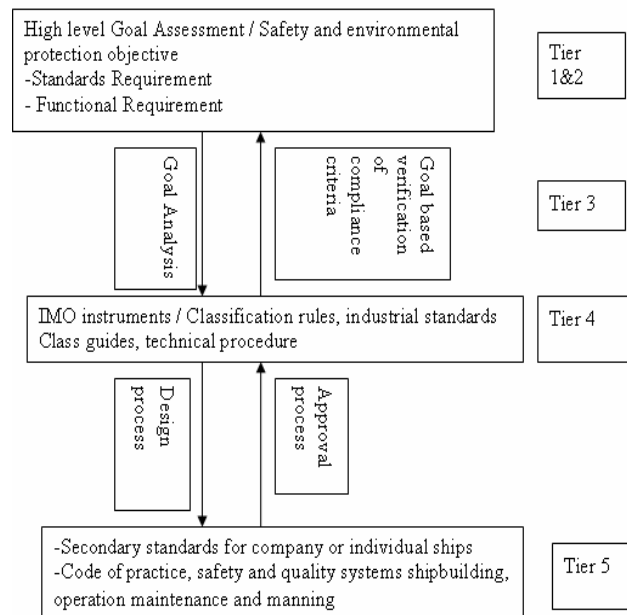 High level Goal Assessment / Safety and environmental
protection objective
-Standards Requirement
- Functional Requirement
Tier
1&2
Goal Analysis
Goal based
verification
of
compliance
criteria
Tier 3
IMO instruments / Classification rules, industrial standards
Class guides, technical procedure
Tier 4
Design
process
Approval
process
-Secondary standards for company or individual ships
-Code of practice, safety and quality systems shipbuilding,
operation maintenance and manning
Tier 5